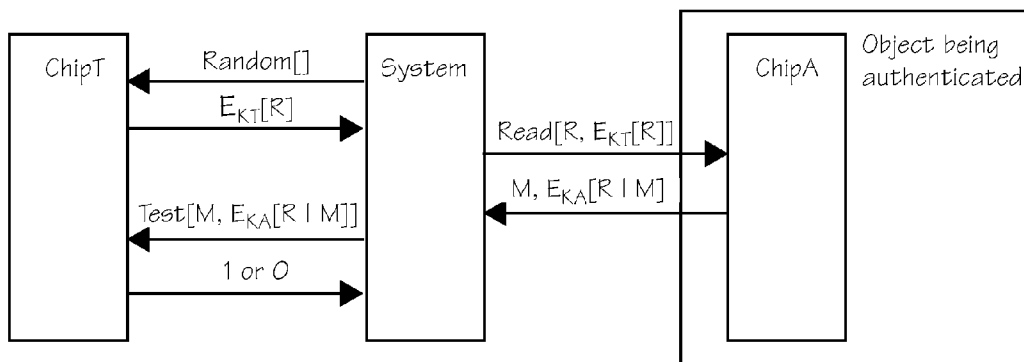 ChipT
System
ChipA
Object being
authenticated
Random[]
E_KT[R]
Read[R, E_KT[R]]
M, E_KA[R | M]
Test[M, E_KA[R | M]]
1 or 0